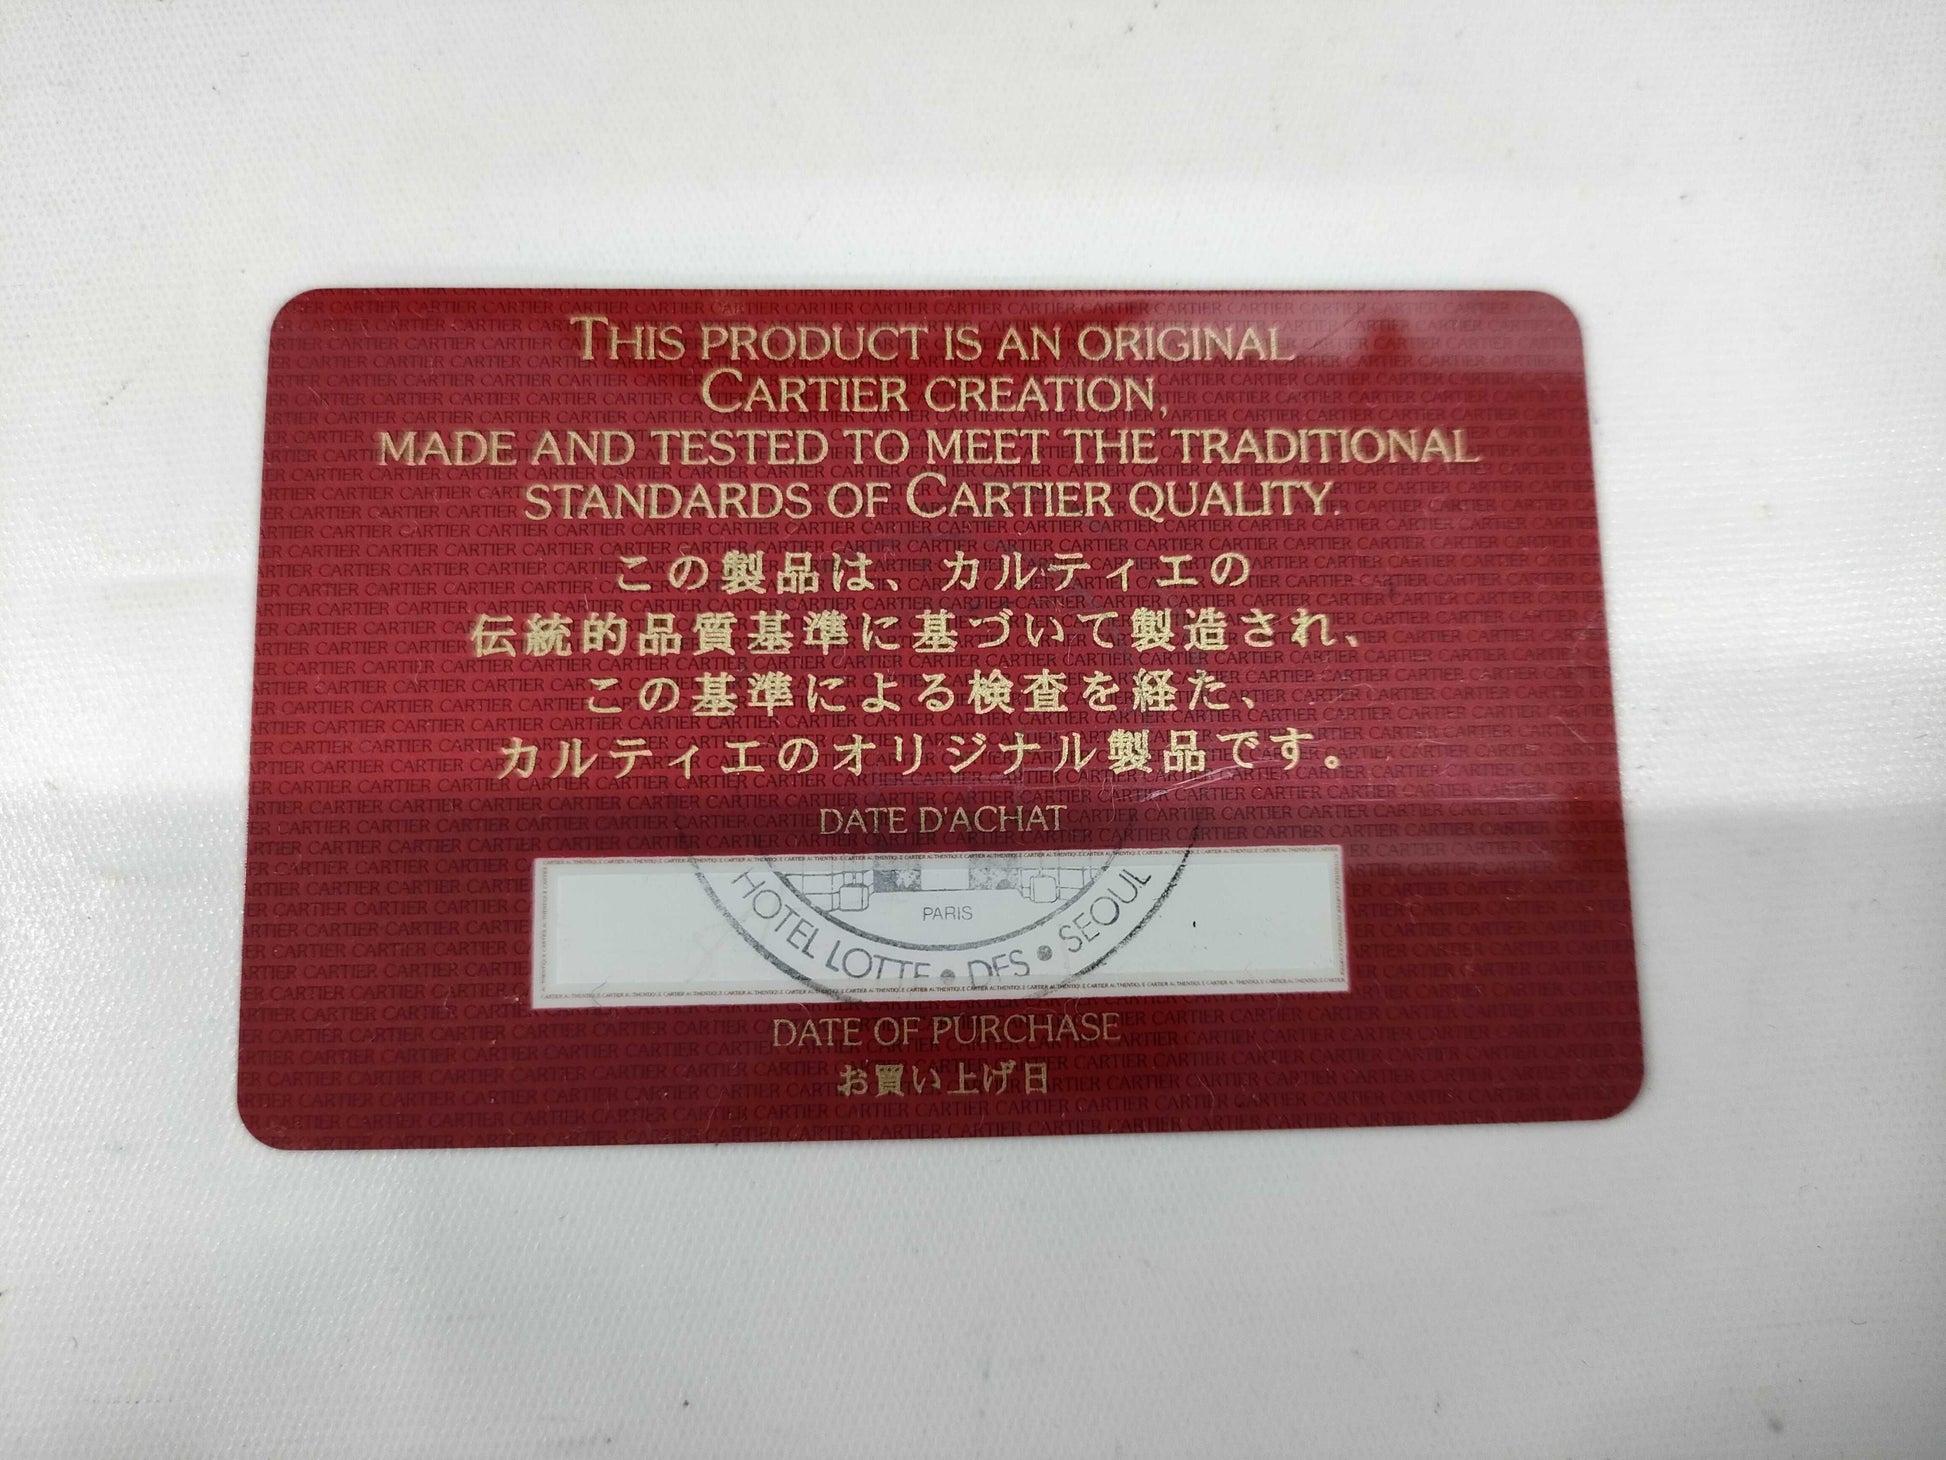 THIS PRODUCT IS AN ORIGINAL
CARTIER CREATION,
MADE AND TESTED TO MEET THE TRADITIONAL
STANDARDS OF CARTIER QUALITY.
この製品は、カルティエの
伝統的品質基準に基づいて製造され、
この基準による検査を経た、
カルティエのオリジナル製品です。
DATE D'ACHAT
PARIS
HOTEL LOTTE • DFS • SEOUL
DATE OF PURCHASE
お買い上げ日